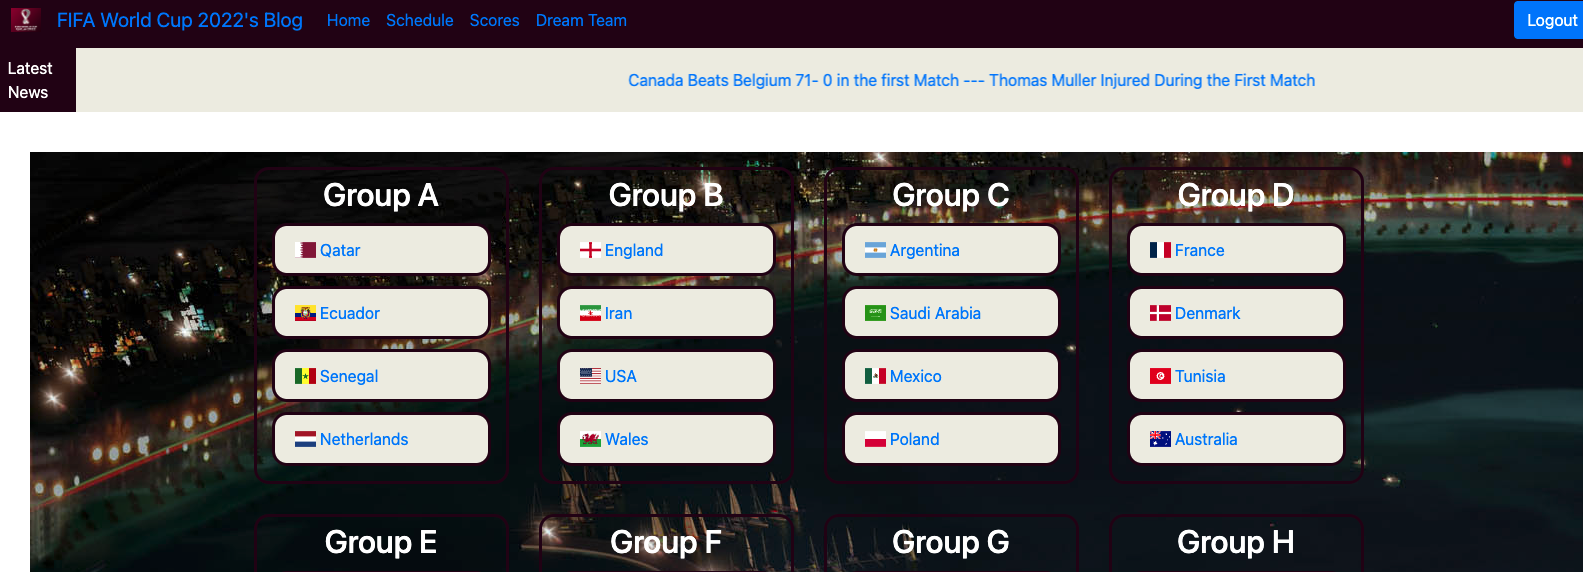 FIFA World Cup 2022's Blog Home Schedule Scores Dream Team Logout
Latest
News
Canada Beats Belgium 71- 0 in the first Match --- Thomas Muller Injured During the First Match
Group A
Qatar
Ecuador
Senegal
Netherlands
Group B
England
Iran
USA
Wales
Group C
Argentina
Saudi Arabia
Mexico
Poland
Group D
France
Denmark
Tunisia
Australia
Group E
Group F
Group G
Group H